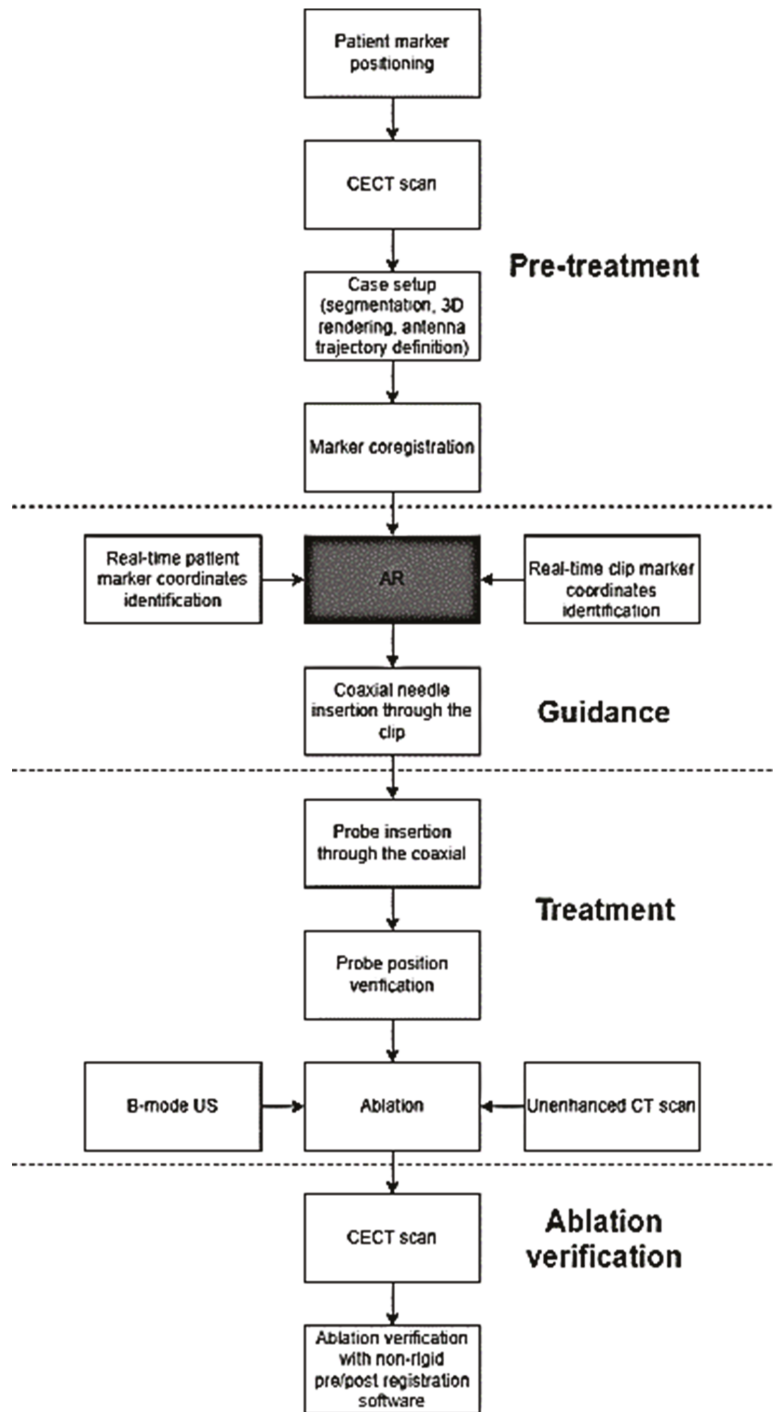 Patient marker
positioning
CECT scan
Pre-treatment
Case setup
(segmentation, 3D
rendering, antenna
trajectory definition)
Marker coregistration
Real-time patient
marker coordinates
identification
AR
Real-time clip marker
coordinates
identification
Coaxial needle
insertion through the
clip
Guidance
Probe insertion
through the coaxial
Treatment
Probe position
verification
B-mode US
Ablation
Unenhanced CT scan
CECT scan
Ablation
verification
Ablation verification
with non-rigid
pre/post registration
software